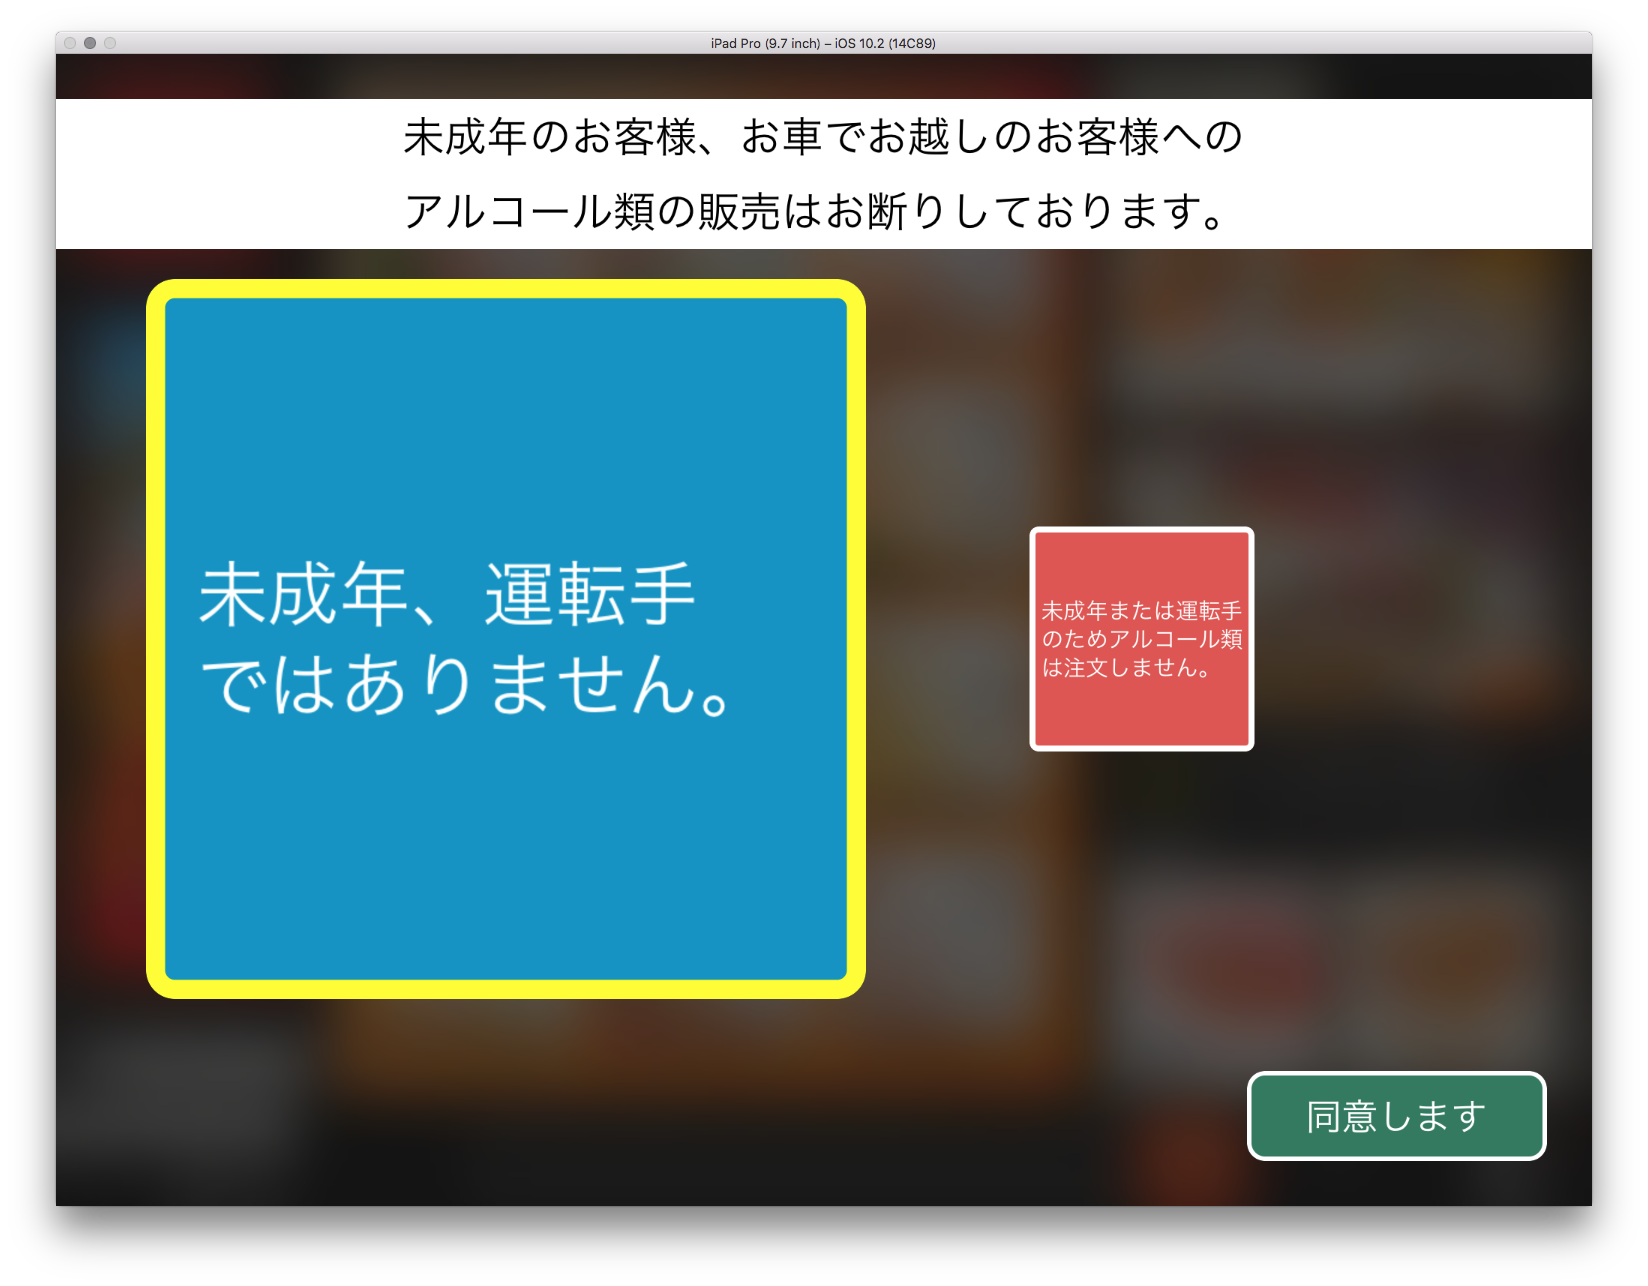 iPad Pro (9.7 inch) – iOS 10.2 (14C89)
未成年のお客様、お車でお越しのお客様への
アルコール類の販売はお断りしております。
未成年、運転手
ではありません。
未成年または運転手
のためアルコール類
は注文しません。
同意します